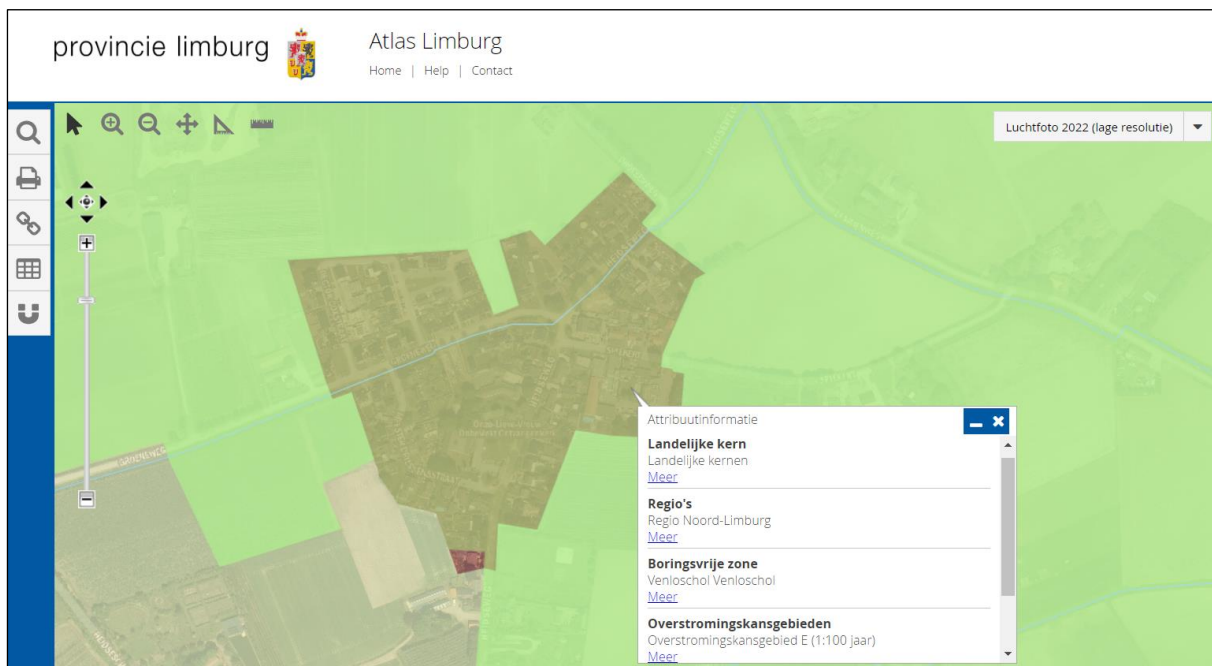 provincie limburg
Atlas Limburg
Home | Help | Contact
Luchtfoto 2022 (lage resolutie)
Attribuutinformatie
Landelijke kern
Landelijke kernen
Meer
Regio's
Regio Noord-Limburg
Meer
Boringsvrije zone
Venloschol Venloschol
Meer
Overstromingskansgebieden
Overstromingskansgebied E (1:100 jaar)
Meer